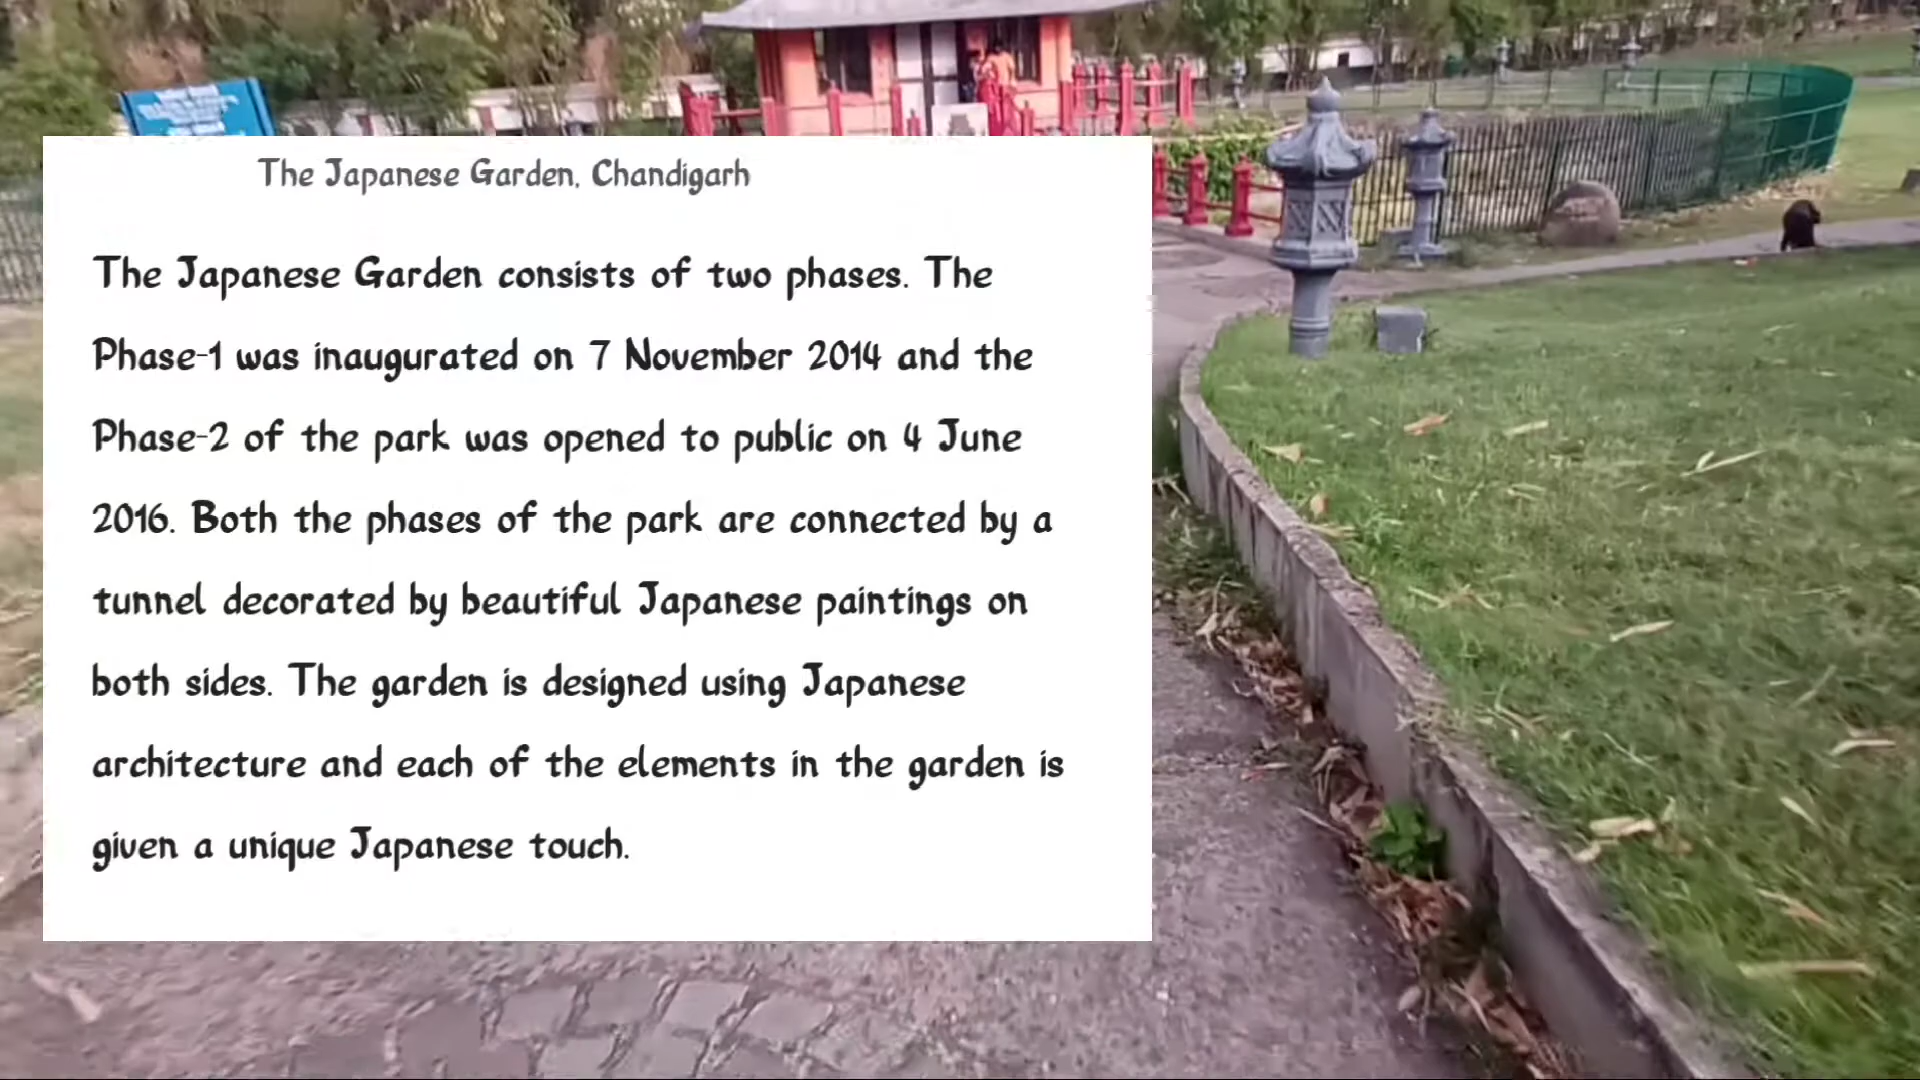 The Japanese Garden, Chandigarh
The Japanese Garden consists of two phases. The
Phase-1 was inaugurated on 7 November 2014 and the
Phase-2 of the park was opened to public on 4 June
2016. Both the phases of the park are connected by a
tunnel decorated by beautiful Japanese paintings on
both sides. The garden is designed using Japanese
architecture and each of the elements in the garden is
given a unique Japanese touch.